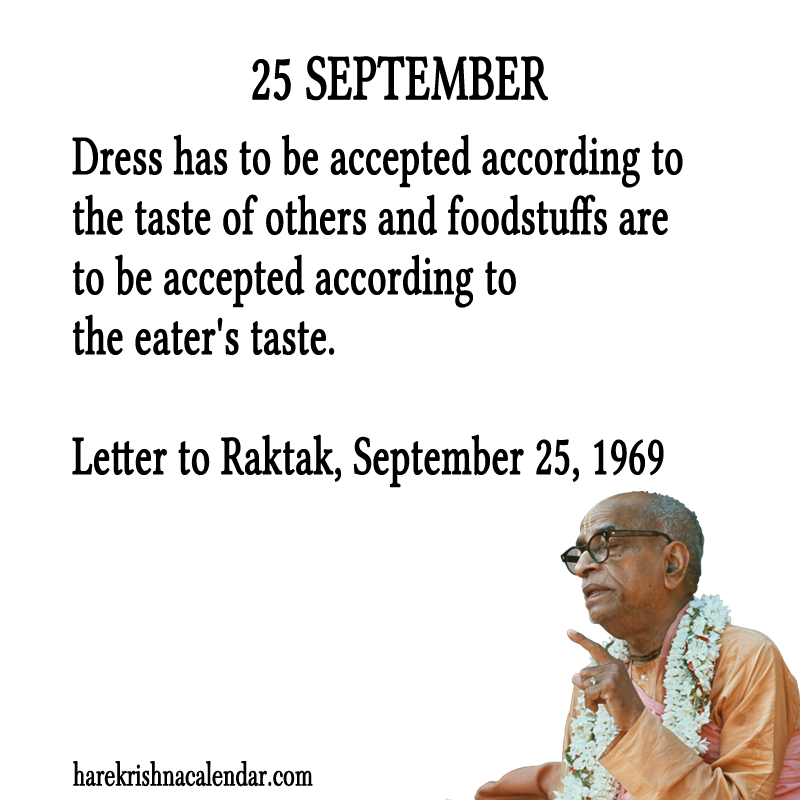 25 SEPTEMBER
Dress has to be accepted according to
the taste of others and foodstuffs are
to be accepted according to
the eater's taste.
Letter to Raktak, September 25, 1969
harekrishnacalendar.com